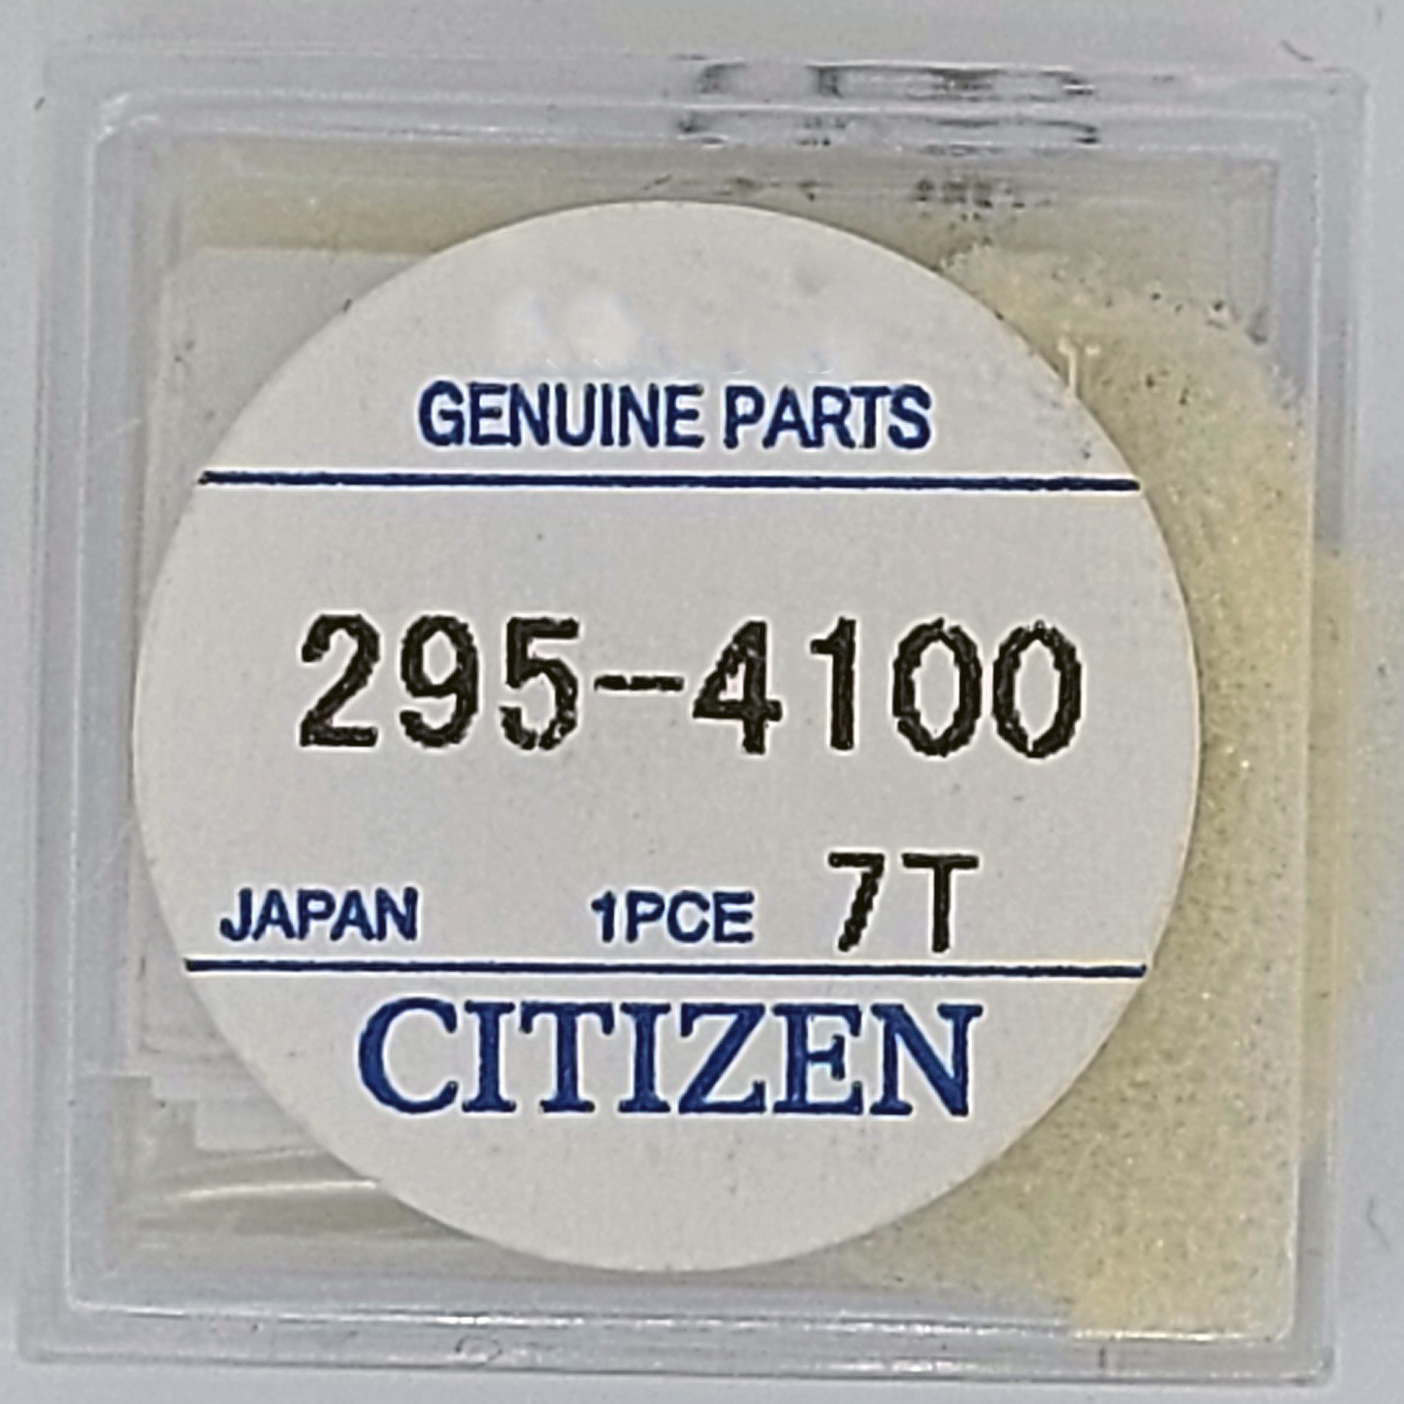 GENUINE PARTS
295-4100
JAPAN 1PCE 7T
CITIZEN